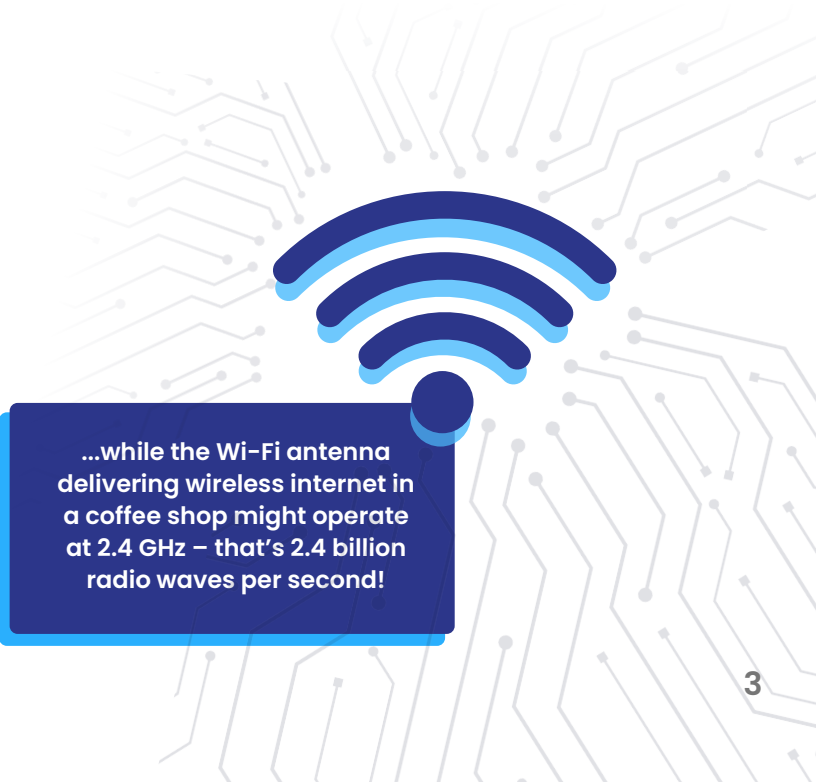 ...while the Wi-Fi antenna
delivering wireless internet in
a coffee shop might operate
at 2.4 GHz – that's 2.4 billion
radio waves per second!
3